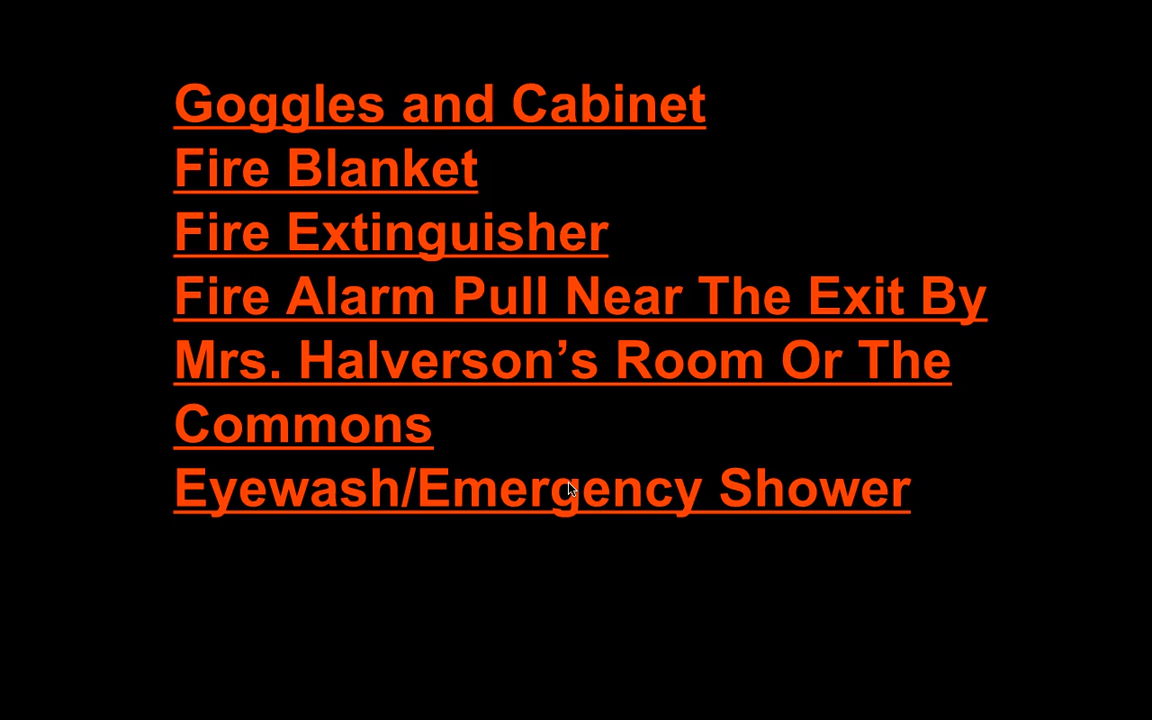 Goggles and Cabinet
Fire Blanket
Fire Extinguisher
Fire Alarm Pull Near The Exit By
Mrs. Halverson’s Room Or The
Commons
Eyewash/Emergency Shower